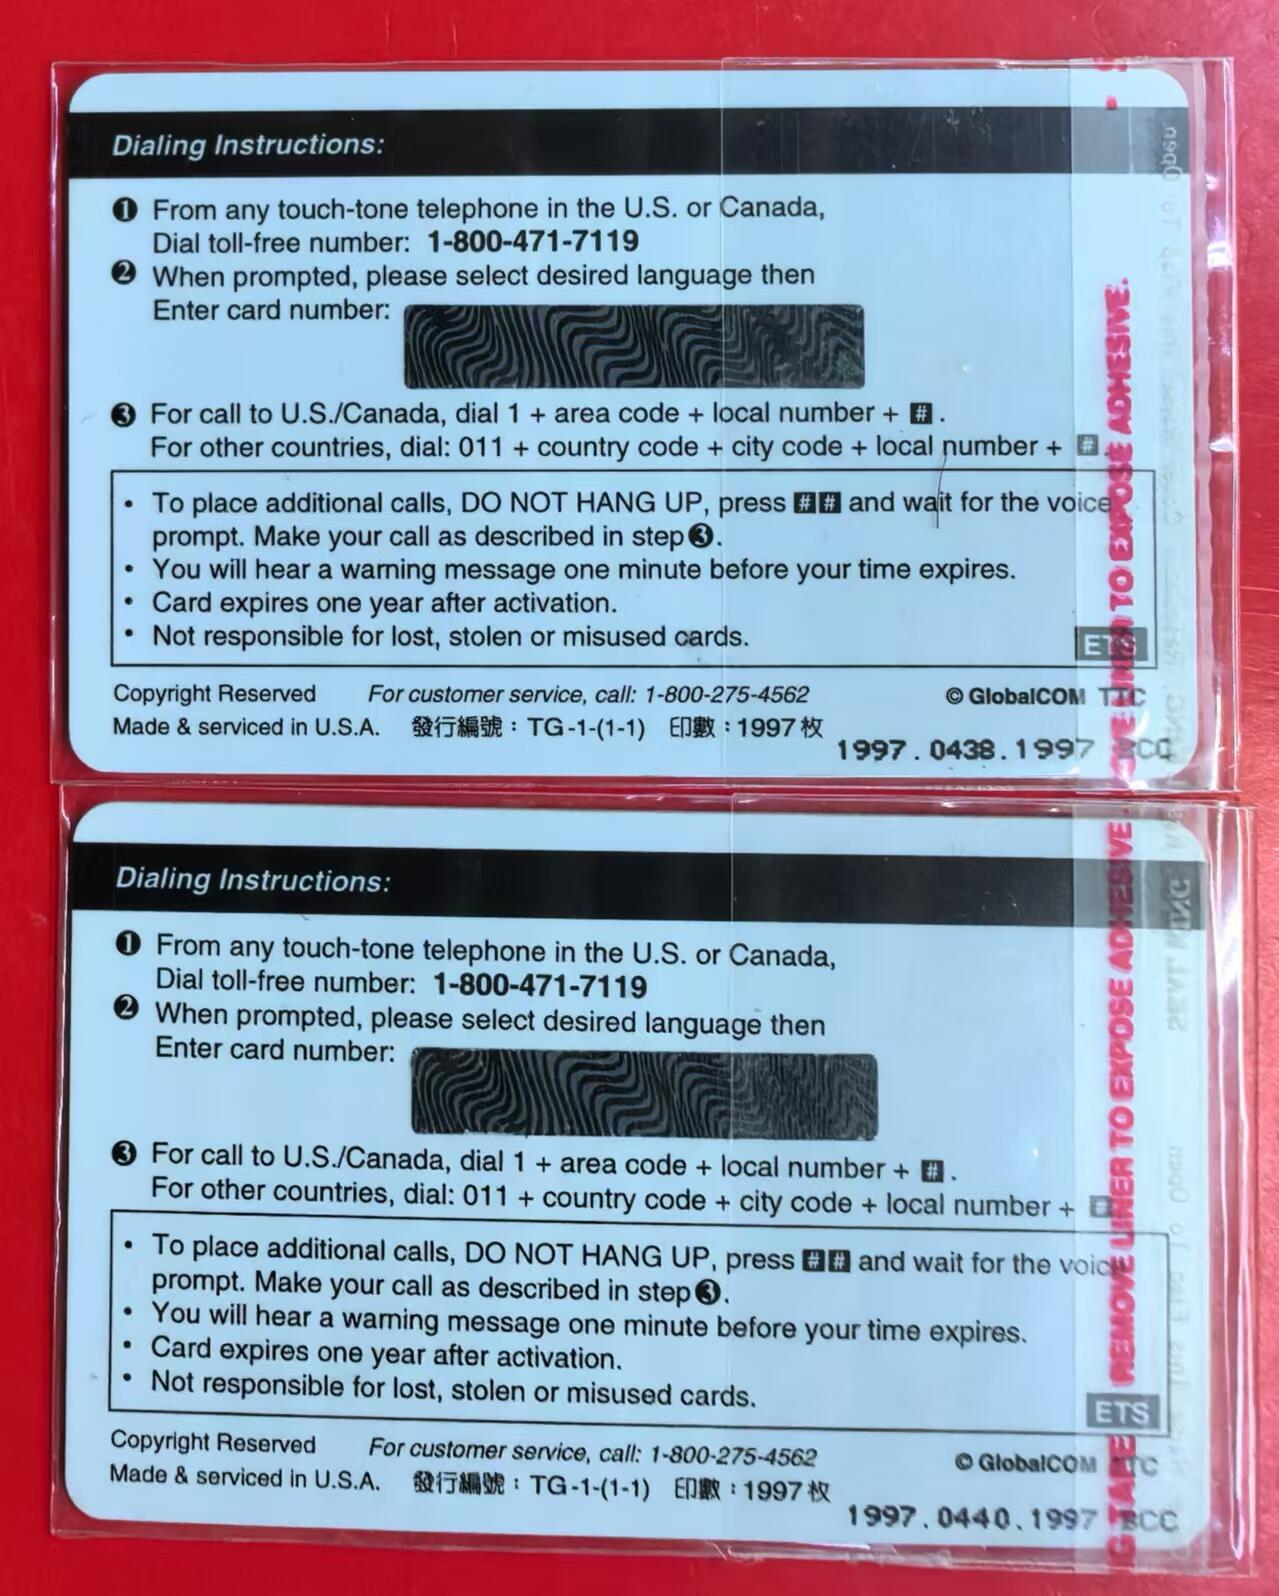 Dialing Instructions:
❶ From any touch-tone telephone in the U.S. or Canada,
Dial toll-free number: 1-800-471-7119
❷ When prompted, please select desired language then
Enter card number:
❸ For call to U.S./Canada, dial 1 + area code + local number + #.
For other countries, dial: 011 + country code + city code + local number + #.
• To place additional calls, DO NOT HANG UP, press ## and wait for the voice
prompt. Make your call as described in step❸.
• You will hear a warning message one minute before your time expires.
• Card expires one year after activation.
• Not responsible for lost, stolen or misused cards.
ETS
Copyright Reserved For customer service, call: 1-800-275-4562 © GlobalCOM TTC
Made & serviced in U.S.A. 發行編號：TG-1-(1-1) 印數：1997枚
1997.0438.1997 BCC
TO EXPOSE ADHESIVE.
To Open
Dialing Instructions:
❶ From any touch-tone telephone in the U.S. or Canada,
Dial toll-free number: 1-800-471-7119
❷ When prompted, please select desired language then
Enter card number:
❸ For call to U.S./Canada, dial 1 + area code + local number + #.
For other countries, dial: 011 + country code + city code + local number + #
• To place additional calls, DO NOT HANG UP, press ## and wait for the voice
prompt. Make your call as described in step❸.
• You will hear a warning message one minute before your time expires.
• Card expires one year after activation.
• Not responsible for lost, stolen or misused cards.
ETS
Copyright Reserved For customer service, call: 1-800-275-4562 © GlobalCOM TTC
Made & serviced in U.S.A. 發行編號：TG-1-(1-1) 印數：1997枚
1997.0440.1997 BCC
G TAPE REMOVE LINER TO EXPOSE ADHESIVE.
SEAL KING
This Flap To Open